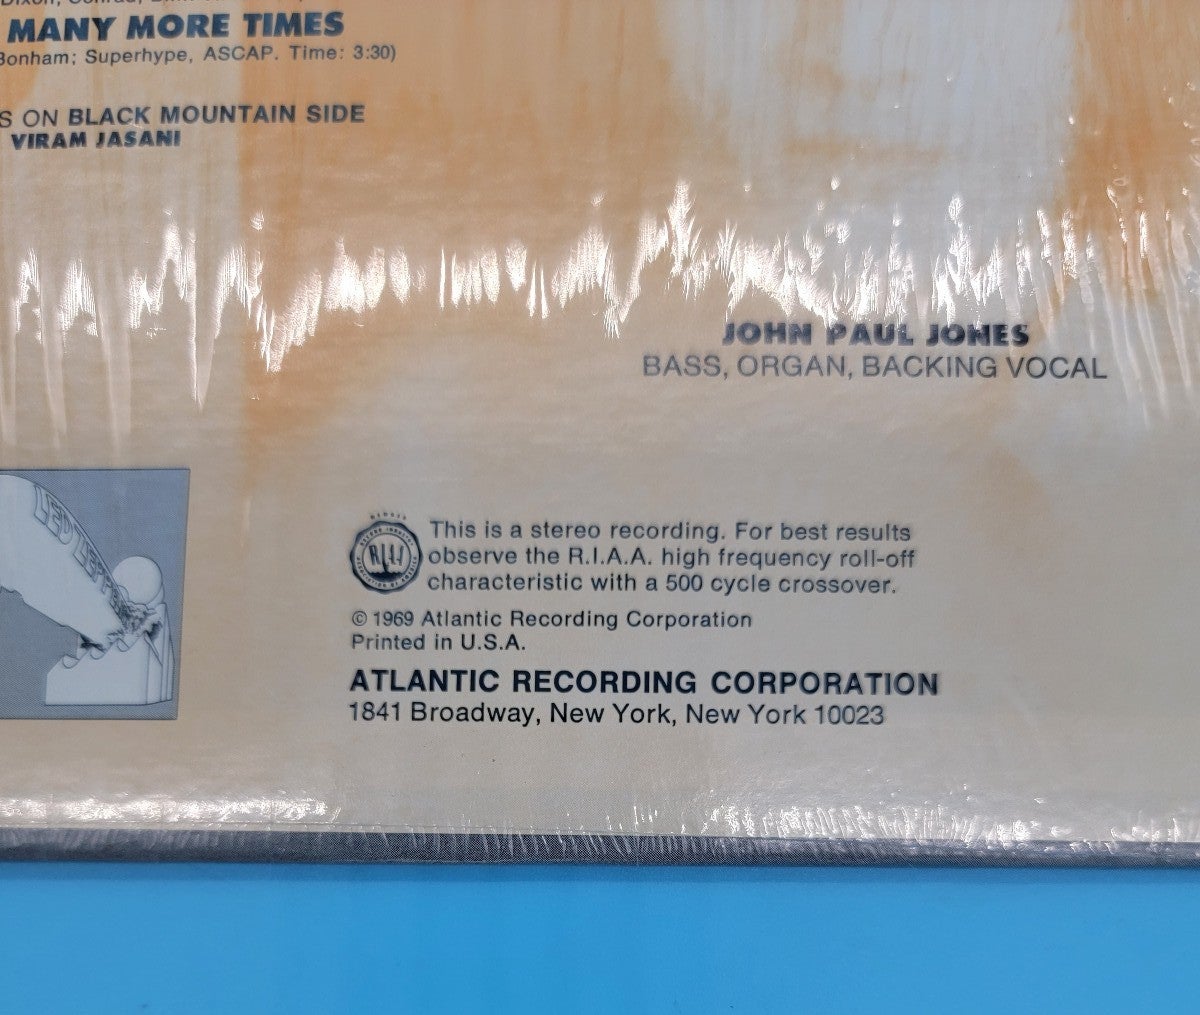 MANY MORE TIMES
Bonham; Superhype, ASCAP. Time: 3:30)
S ON BLACK MOUNTAIN SIDE
VIRAM JASANI
JOHN PAUL JONES
BASS, ORGAN, BACKING VOCAL
LED ZEPP
This is a stereo recording. For best results
observe the R.I.A.A. high frequency roll-off
characteristic with a 500 cycle crossover.
© 1969 Atlantic Recording Corporation
Printed in U.S.A.
ATLANTIC RECORDING CORPORATION
1841 Broadway, New York, New York 10023